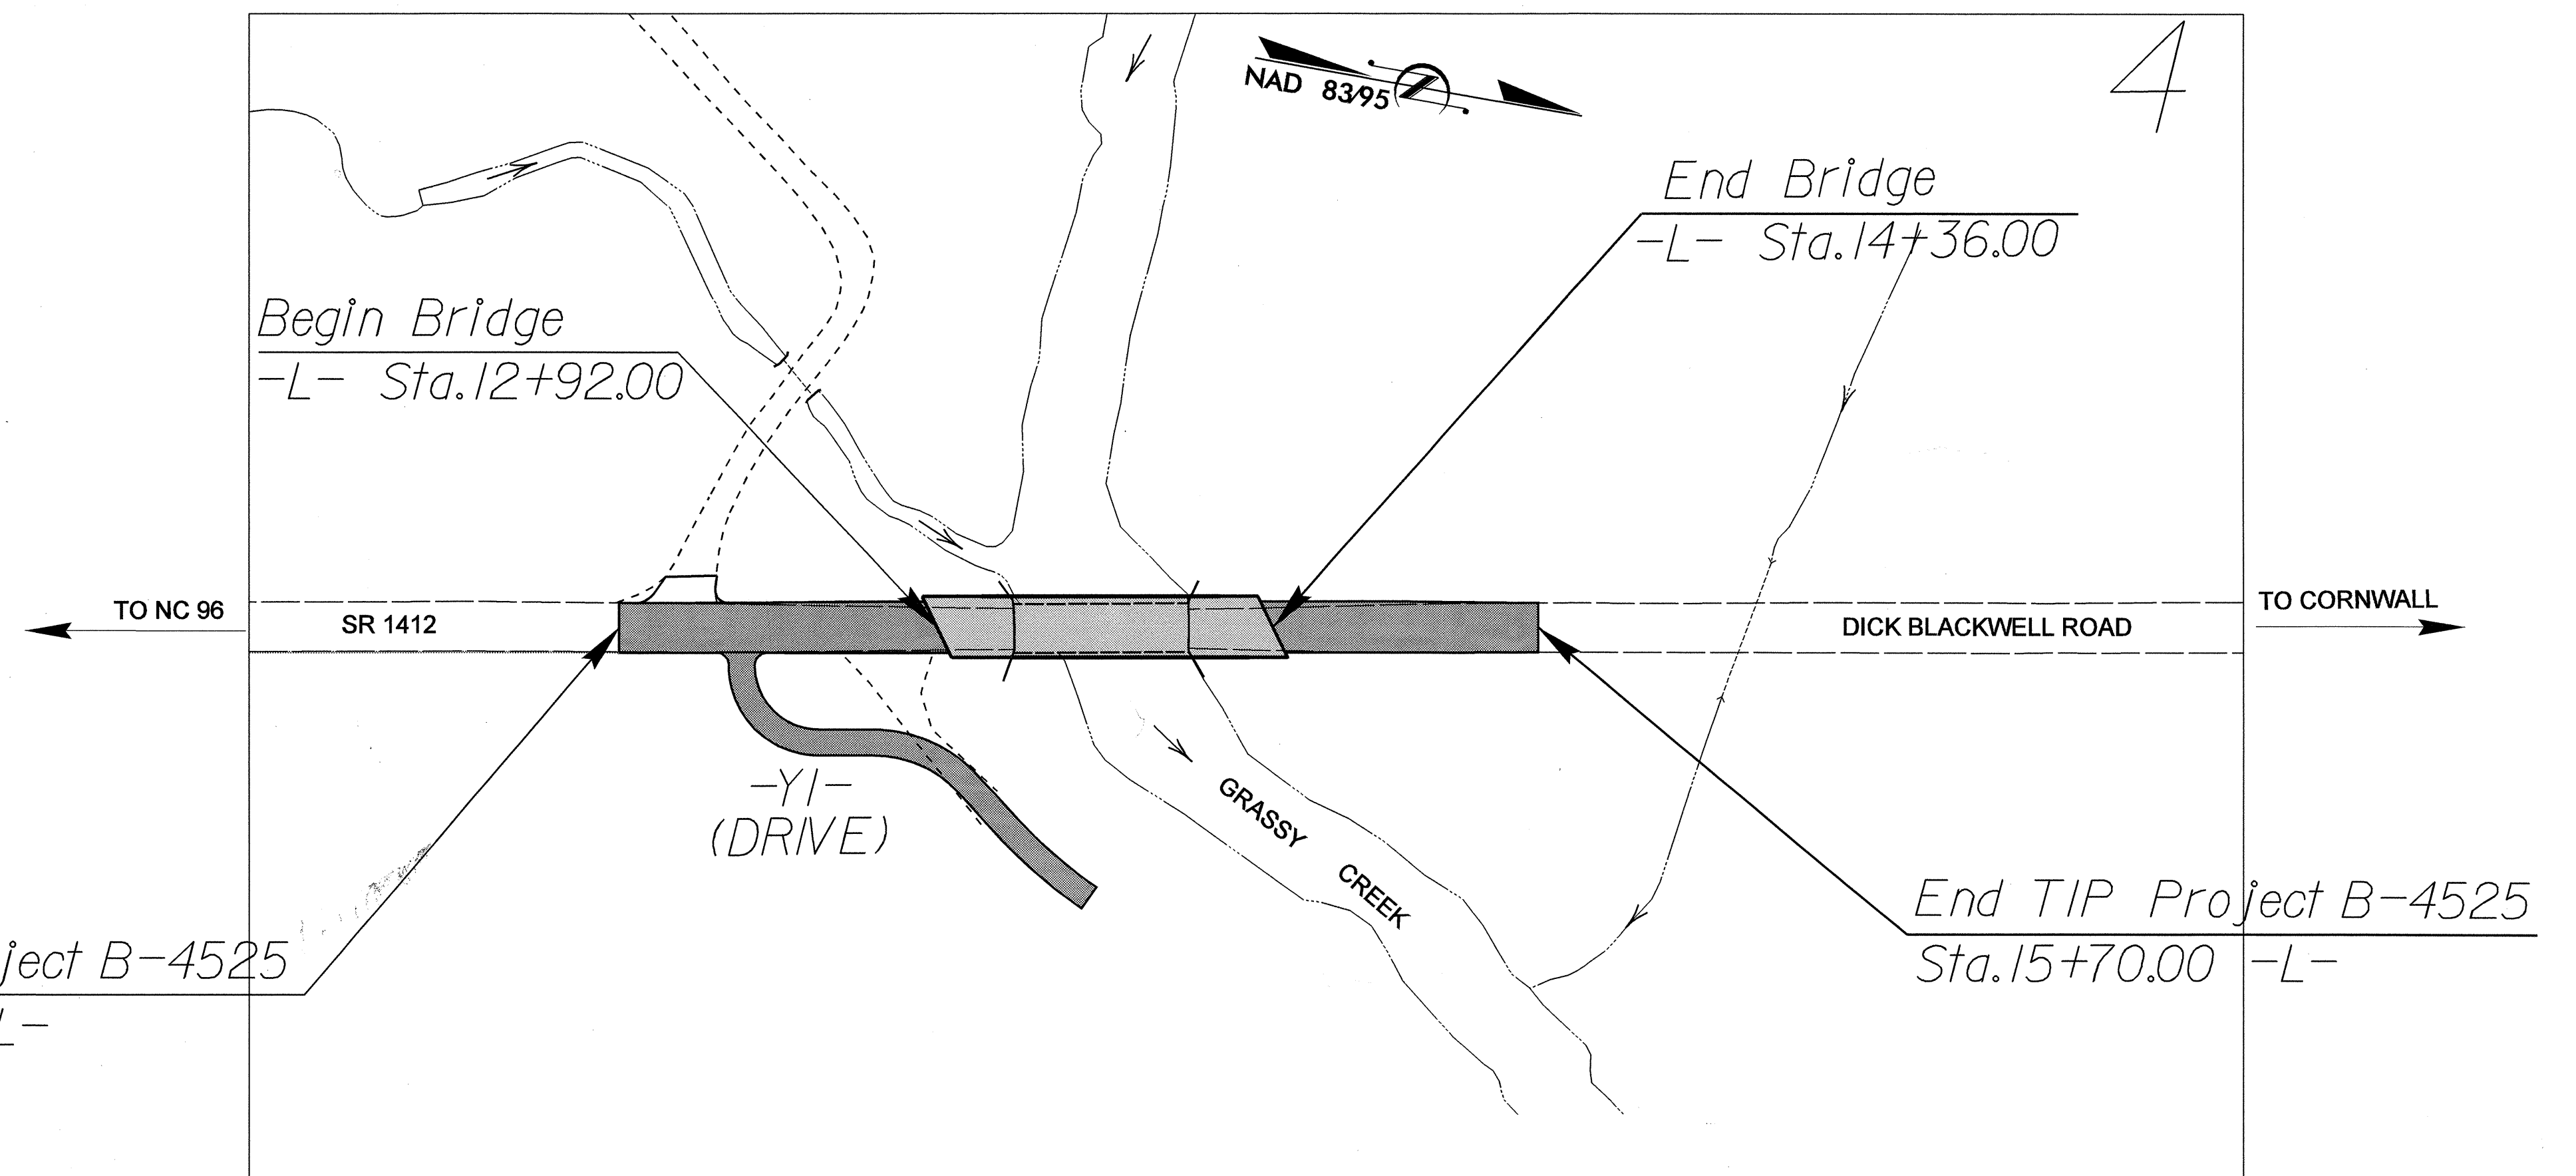 4
NAD 83/95
End Bridge
-L- Sta.14+36.00
Begin Bridge
-L- Sta.12+92.00
TO NC 96
SR 1412
DICK BLACKWELL ROAD
TO CORNWALL
-Y1-
(DRIVE)
GRASSY CREEK
End TIP Project B-4525
Sta.15+70.00 -L-
ject B-4525
L-